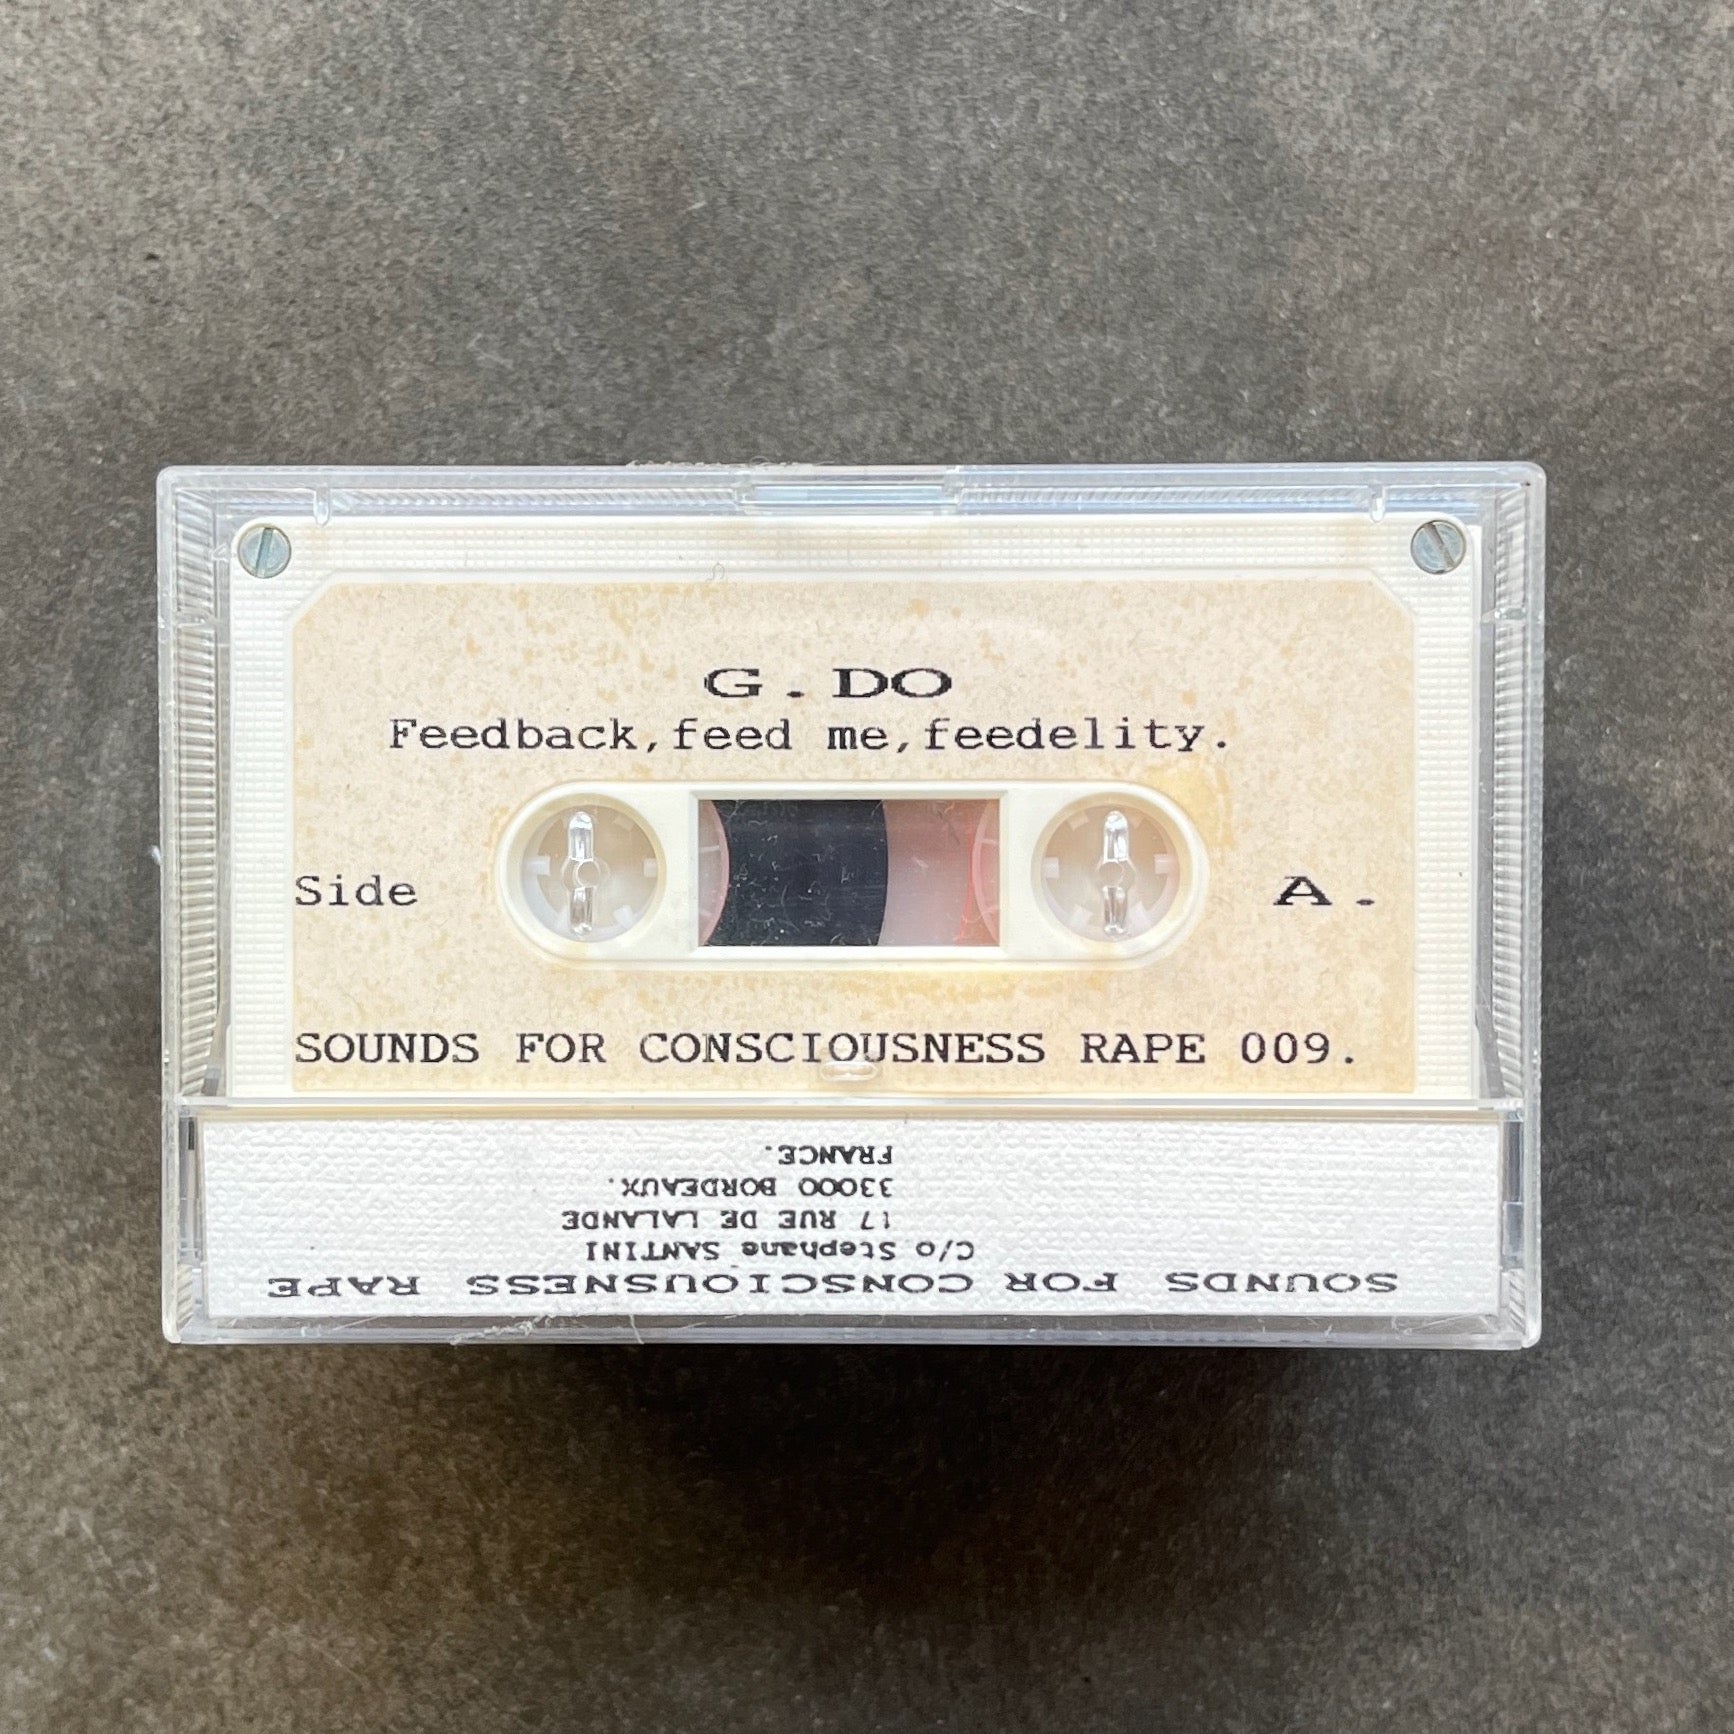 G.DO
Feedback,feed me,feedelity.
Side A.
SOUNDS FOR CONSCIOUSNESS RAPE 009.
SOUNDS FOR CONSCIOUSNESS RAPE
C/o Stephane SANTINI
17 RUE DE LALANDE
33000 BORDEAUX.
FRANCE.